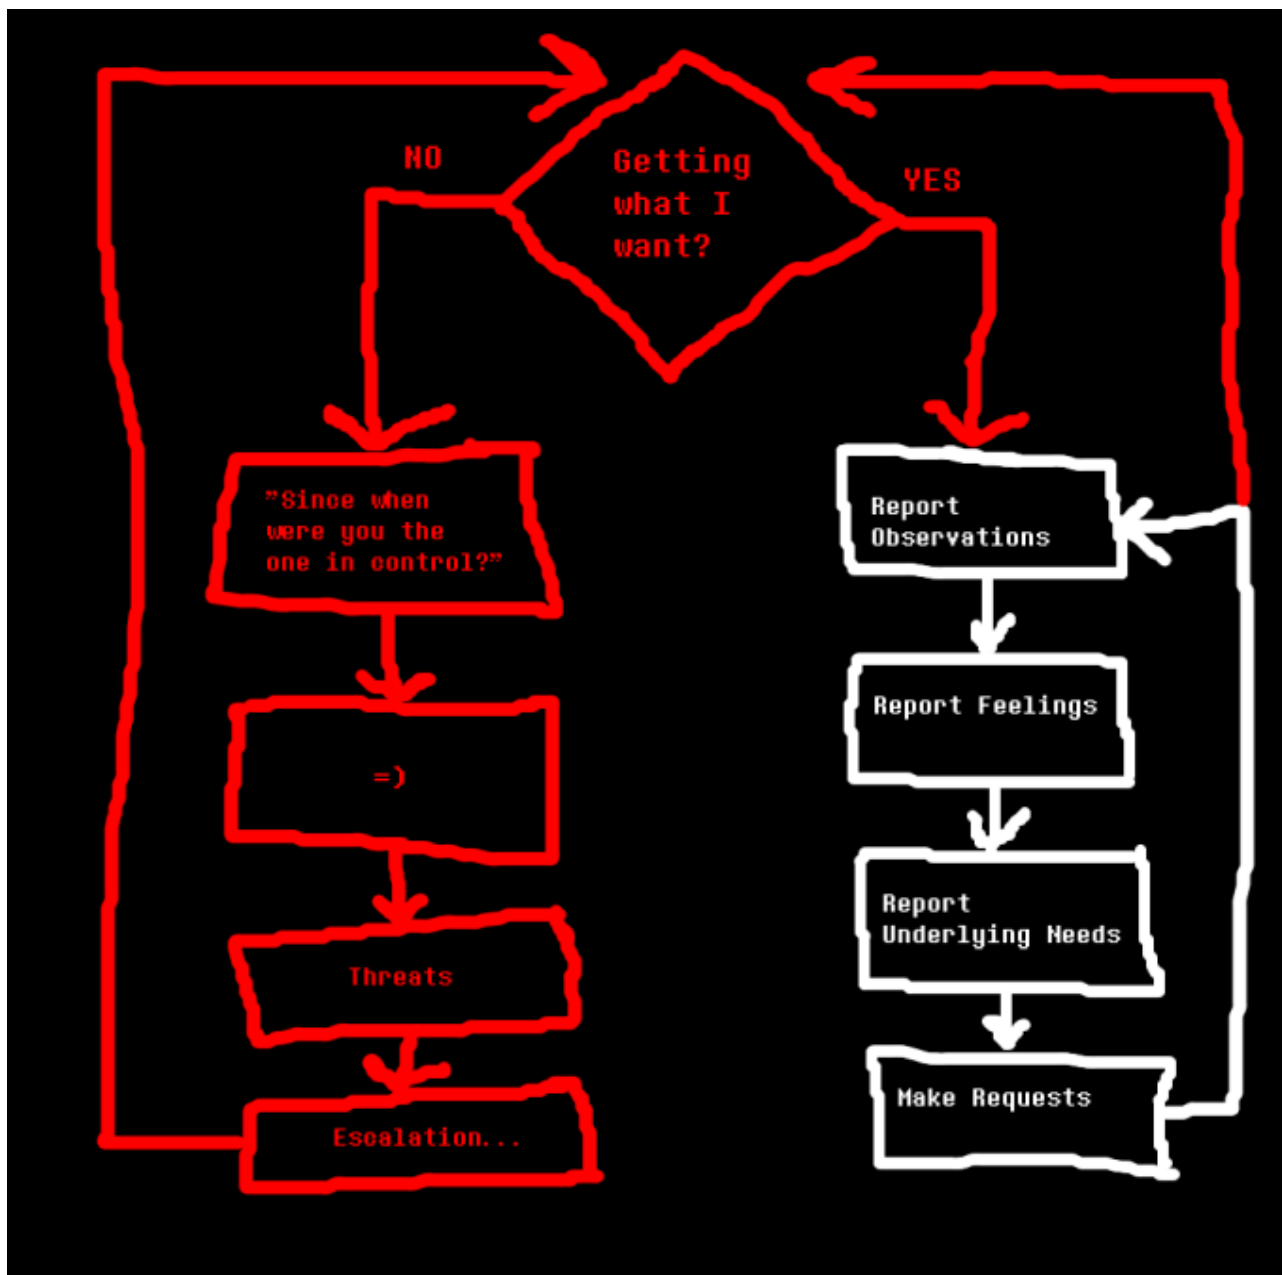 NO
Getting
what I
want?
YES
"Since when
were you the
one in control?"
=)
Threats
Escalation...
Report
Observations
Report Feelings
Report
Underlying Needs
Make Requests